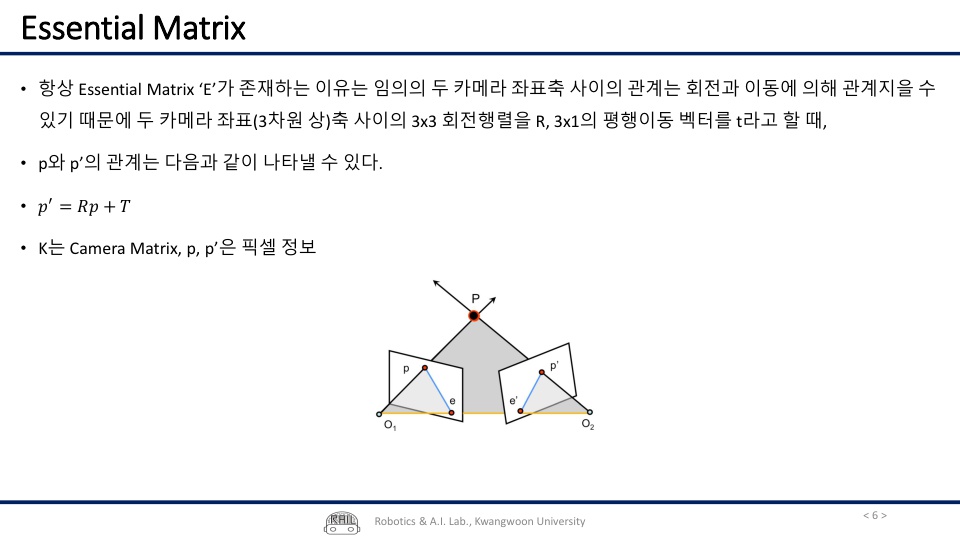 Essential Matrix
• 항상 Essential Matrix ‘E’가 존재하는 이유는 임의의 두 카메라 좌표축 사이의 관계는 회전과 이동에 의해 관계지을 수
있기 때문에 두 카메라 좌표(3차원 상)축 사이의 3x3 회전행렬을 R, 3x1의 평행이동 벡터를 t라고 할 때,
• p와 p’의 관계는 다음과 같이 나타낼 수 있다.
• p′ = Rp + T
• K는 Camera Matrix, p, p’은 픽셀 정보
P
p
p'
e
e'
O1
O2
RAIL
Robotics & A.I. Lab., Kwangwoon University
< 6 >